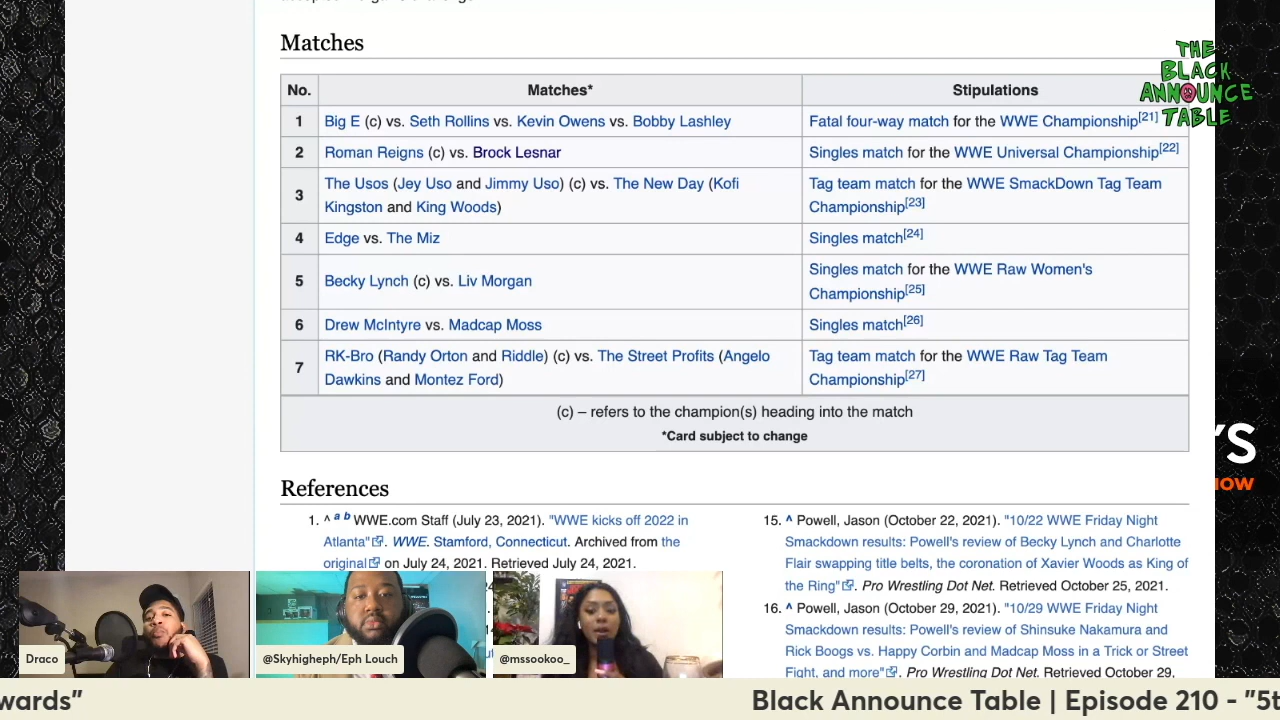 Matches
THE
BLACK
ANNOUNCE
TABLE
No. Matches* Stipulations
1 Big E (c) vs. Seth Rollins vs. Kevin Owens vs. Bobby Lashley Fatal four-way match for the WWE Championship[21]
2 Roman Reigns (c) vs. Brock Lesnar Singles match for the WWE Universal Championship[22]
3 The Usos (Jey Uso and Jimmy Uso) (c) vs. The New Day (Kofi
Kingston and King Woods)
Tag team match for the WWE SmackDown Tag Team
Championship[23]
4 Edge vs. The Miz Singles match[24]
5 Becky Lynch (c) vs. Liv Morgan
Singles match for the WWE Raw Women's
Championship[25]
6 Drew McIntyre vs. Madcap Moss Singles match[26]
7 RK-Bro (Randy Orton and Riddle) (c) vs. The Street Profits (Angelo
Dawkins and Montez Ford)
Tag team match for the WWE Raw Tag Team
Championship[27]
(c) – refers to the champion(s) heading into the match
*Card subject to change
'S
OW
References
1. ^ a b WWE.com Staff (July 23, 2021). "WWE kicks off 2022 in
Atlanta". WWE. Stamford, Connecticut. Archived from the
original on July 24, 2021. Retrieved July 24, 2021.
15. ^ Powell, Jason (October 22, 2021). "10/22 WWE Friday Night
Smackdown results: Powell's review of Becky Lynch and Charlotte
Flair swapping title belts, the coronation of Xavier Woods as King of
the Ring". Pro Wrestling Dot Net. Retrieved October 25, 2021.
16. ^ Powell, Jason (October 29, 2021). "10/29 WWE Friday Night
Smackdown results: Powell's review of Shinsuke Nakamura and
Rick Boogs vs. Happy Corbin and Madcap Moss in a Trick or Street
Fight, and more". Pro Wrestling Dot Net. Retrieved October 29,
Draco
@Skyhigheph/Eph Louch
@mssookoo_
wards" Black Announce Table | Episode 210 - "5t